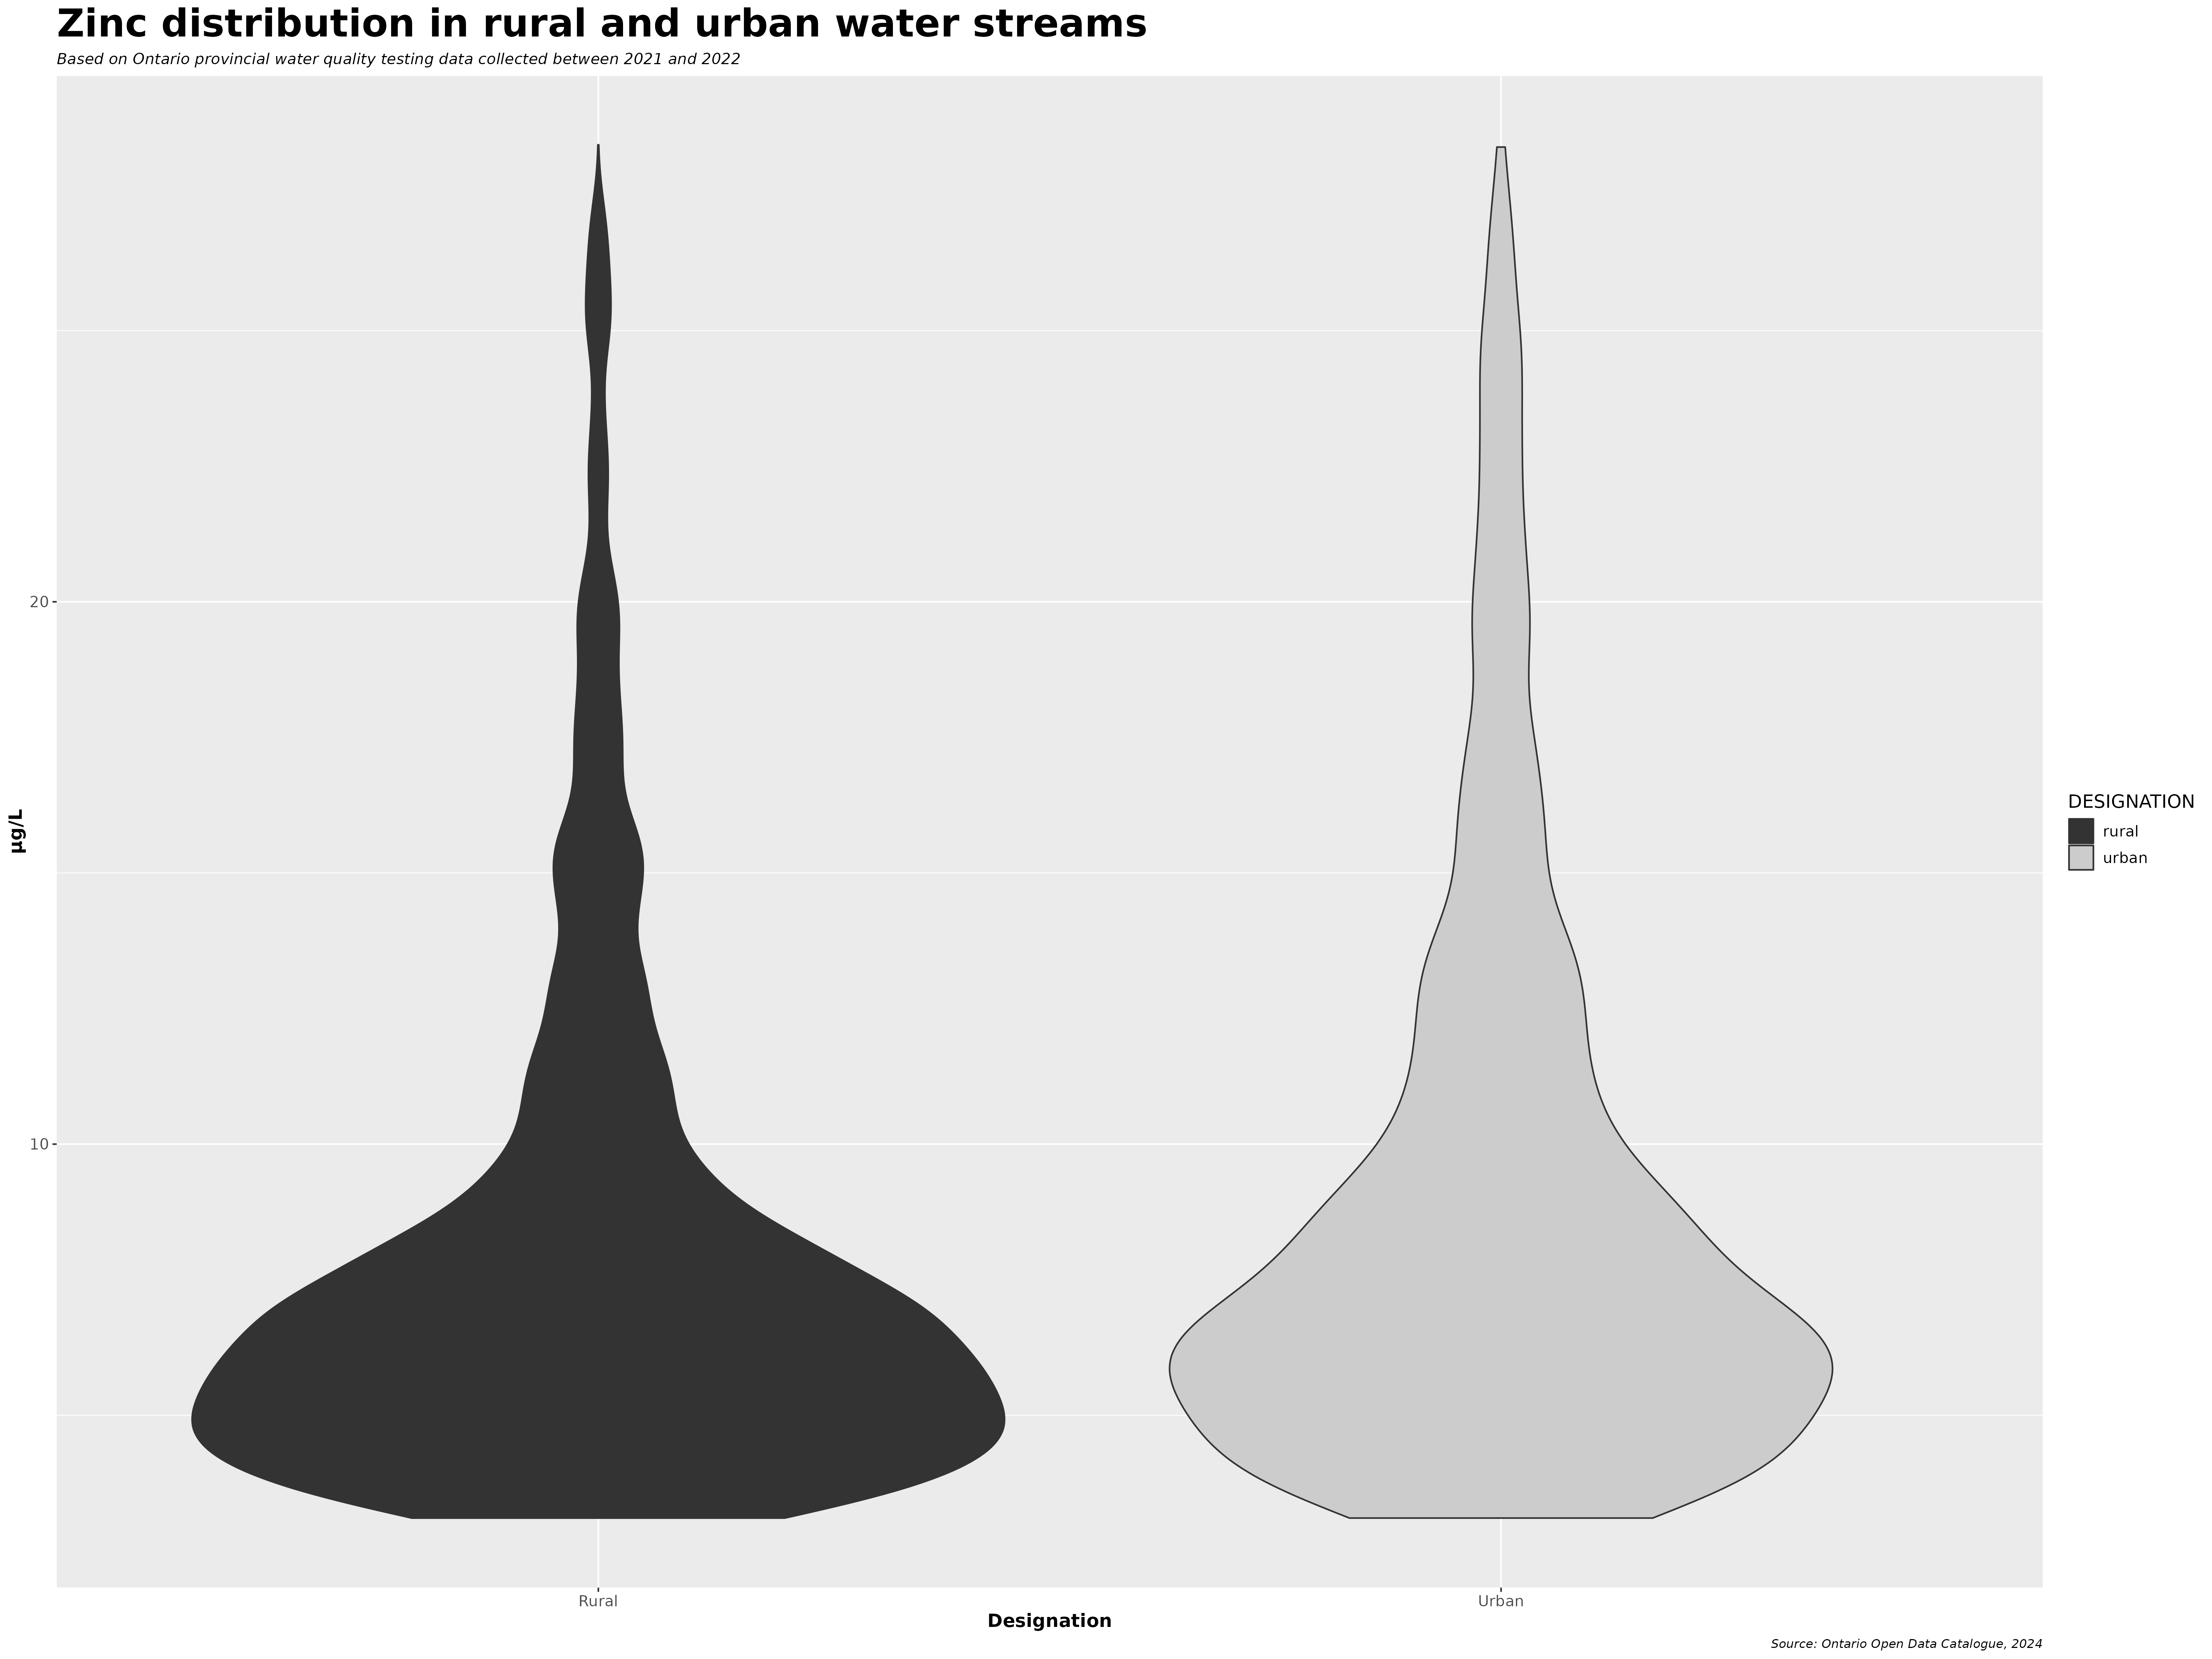 Zinc distribution in rural and urban water streams
Based on Ontario provincial water quality testing data collected between 2021 and 2022
20
10
µg/L
Rural
Urban
Designation
DESIGNATION
rural
urban
Source: Ontario Open Data Catalogue, 2024